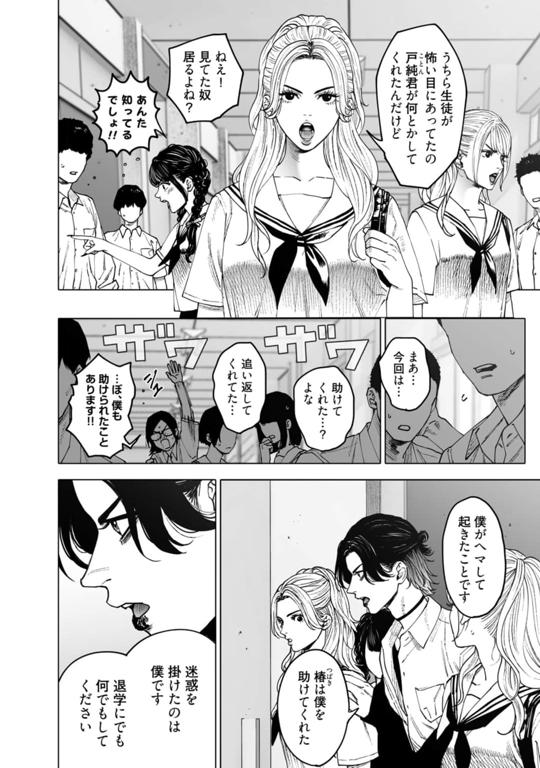 うちら生徒が
怖い目にあってたの
戸純君が何とかして
ことん
くれたんだけど
ねえ!
見てた奴
居るよね?
あんた
知ってる
でしょ!!
まあ…
今回は…
ザワ
助けて
くれた…?
よな
追い返して
くれてた…
ザワ
…ぼ、僕も
助けられたこと
あります!!
僕がヘマして
起きたことです
椿は僕を
つばき
助けてくれた
迷惑を
掛けたのは
僕です
退学にでも
何でもして
ください